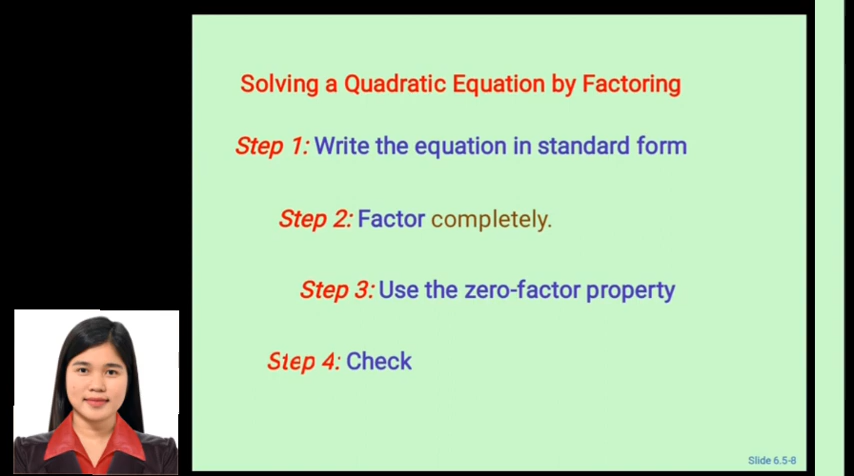 Solving a Quadratic Equation by Factoring
Step 1: Write the equation in standard form
Step 2: Factor completely.
Step 3: Use the zero-factor property
Step 4: Check
Slide 6.5-8